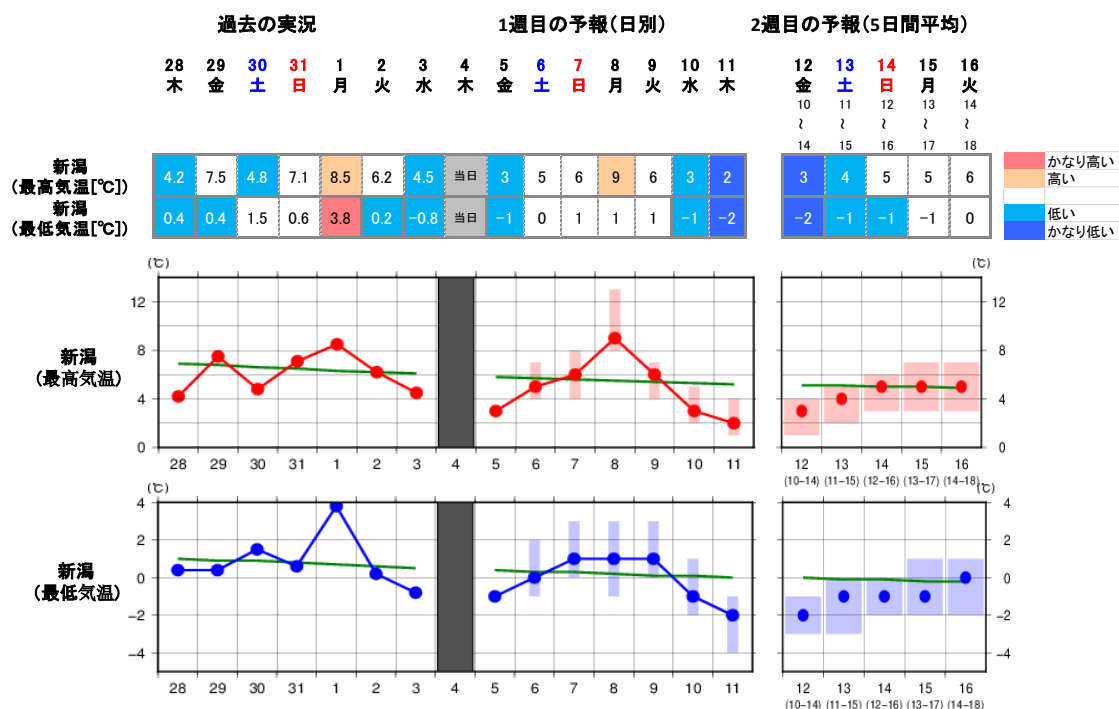 過去の実況
1週目の予報(日別)
2週目の予報(5日間平均)
28 29 30 31 1 2 3 4 5 6 7 8 9 10 11 12 13 14 15 16
木 金 土 日 月 火 水 木 金 土 日 月 火 水 木 金 土 日 月 火
10 11 12 13 14
~ ~ ~ ~ ~
14 15 16 17 18
新潟
(最高気温[℃])
4.2 7.5 4.8 7.1 8.5 6.2 4.5 当日 3 5 6 9 6 3 2 3 4 5 5 6
新潟
(最低気温[℃])
0.4 0.4 1.5 0.6 3.8 0.2 −0.8 当日 −1 0 1 1 1 −1 −2 −2 −1 −1 −1 0
かなり高い
高い
低い
かなり低い
(℃) (℃)
新潟
(最高気温)
12 12
8 8
4 4
0 0
28 29 30 31 1 2 3 4 5 6 7 8 9 10 11 12 13 14 15 16
(10−14) (11−15) (12−16) (13−17) (14−18)
(℃) (℃)
新潟
(最低気温)
4 4
2 2
0 0
−2 −2
−4 −4
28 29 30 31 1 2 3 4 5 6 7 8 9 10 11 12 13 14 15 16
(10−14) (11−15) (12−16) (13−17) (14−18)